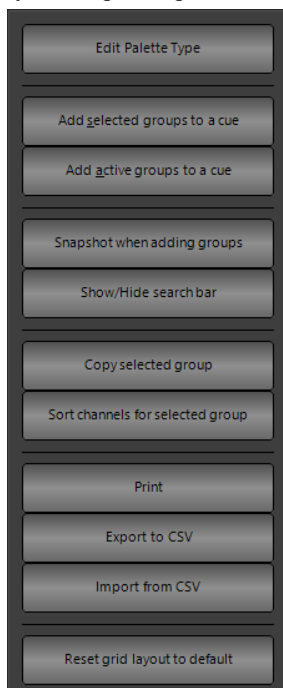 Edit Palette Type
Add selected groups to a cue
Add active groups to a cue
Snapshot when adding groups
Show/Hide search bar
Copy selected group
Sort channels for selected group
Print
Export to CSV
Import from CSV
Reset grid layout to default